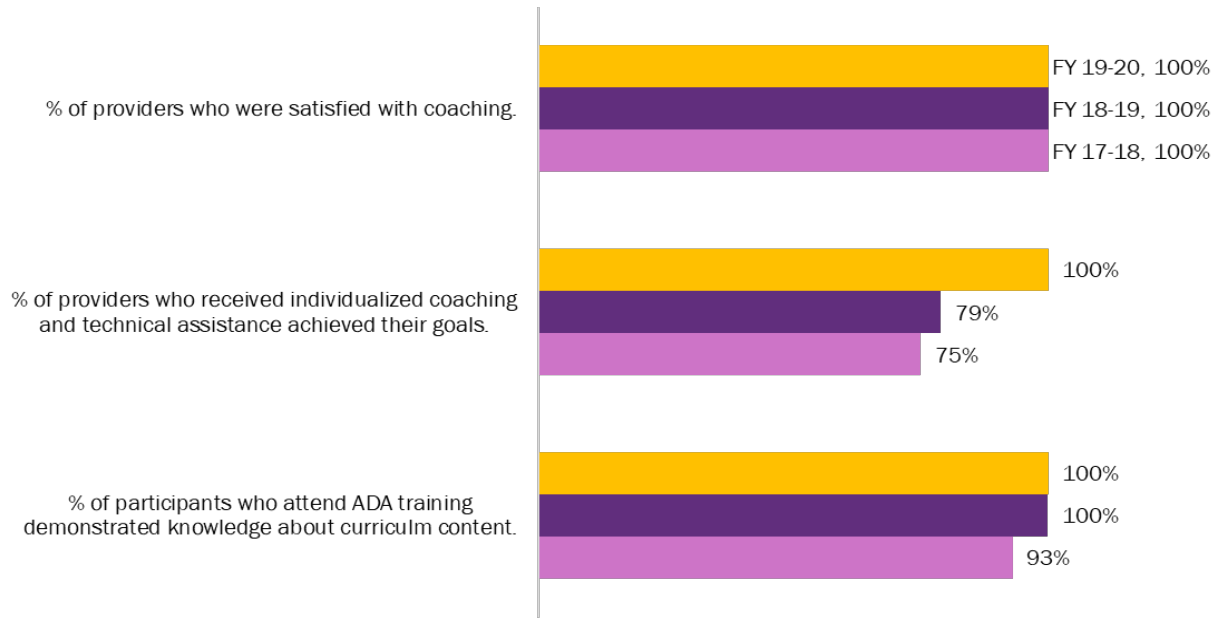 FY 19-20, 100%
% of providers who were satisfied with coaching.
FY 18-19, 100%
FY 17-18, 100%
100%
% of providers who received individualized coaching
and technical assistance achieved their goals.
79%
75%
100%
% of participants who attend ADA training
demonstrated knowledge about curriculm content.
100%
93%